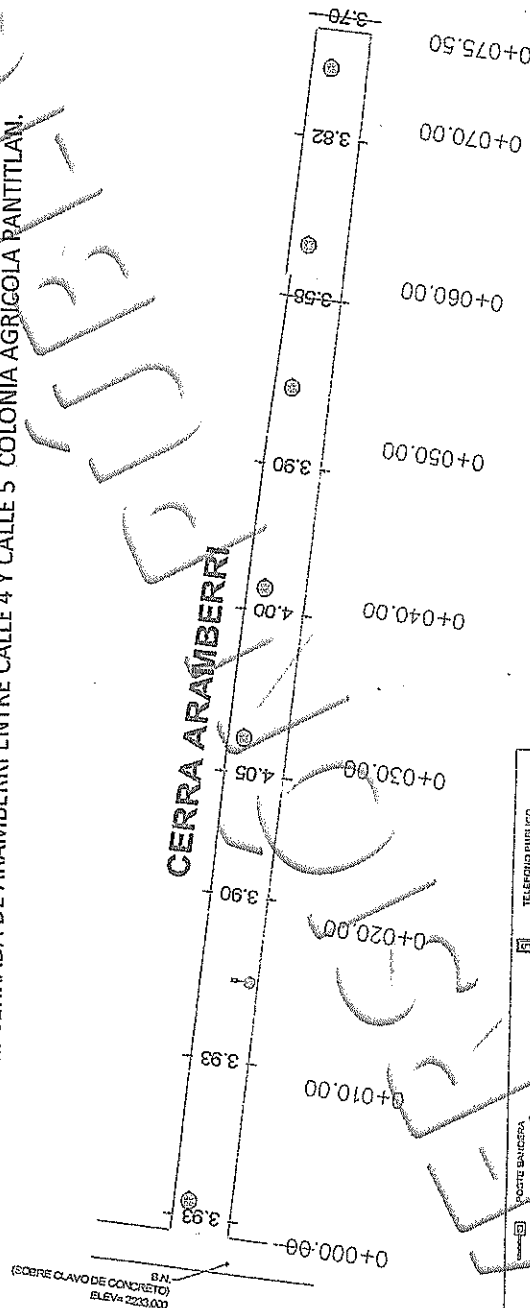 CERRADA DE ARAMBERRI ENTRE CALLE 4 Y CALLE 5 COLONIA AGRICOLA PANTITLAN.
CERRA ARAMBERRI
3.70
0+075.50
3.82
0+070.00
3.58
0+060.00
3.90
0+050.00
4.00
0+040.00
4.05
0+030.00
3.90
0+020.00
3.93
0+010.00
3.93
0+000.00
B.N.
(SOBRE CLAVO DE CONCRETO)
ELEV= 2233.000
TELEFONO PUBLICO
POSTE BANDERA